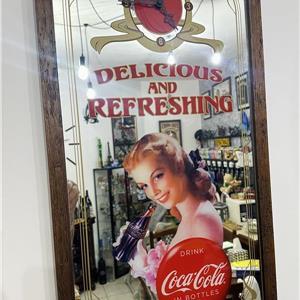 DELICIOUS
AND
REFRESHING
DRINK
Coca-Cola
IN BOTTLES